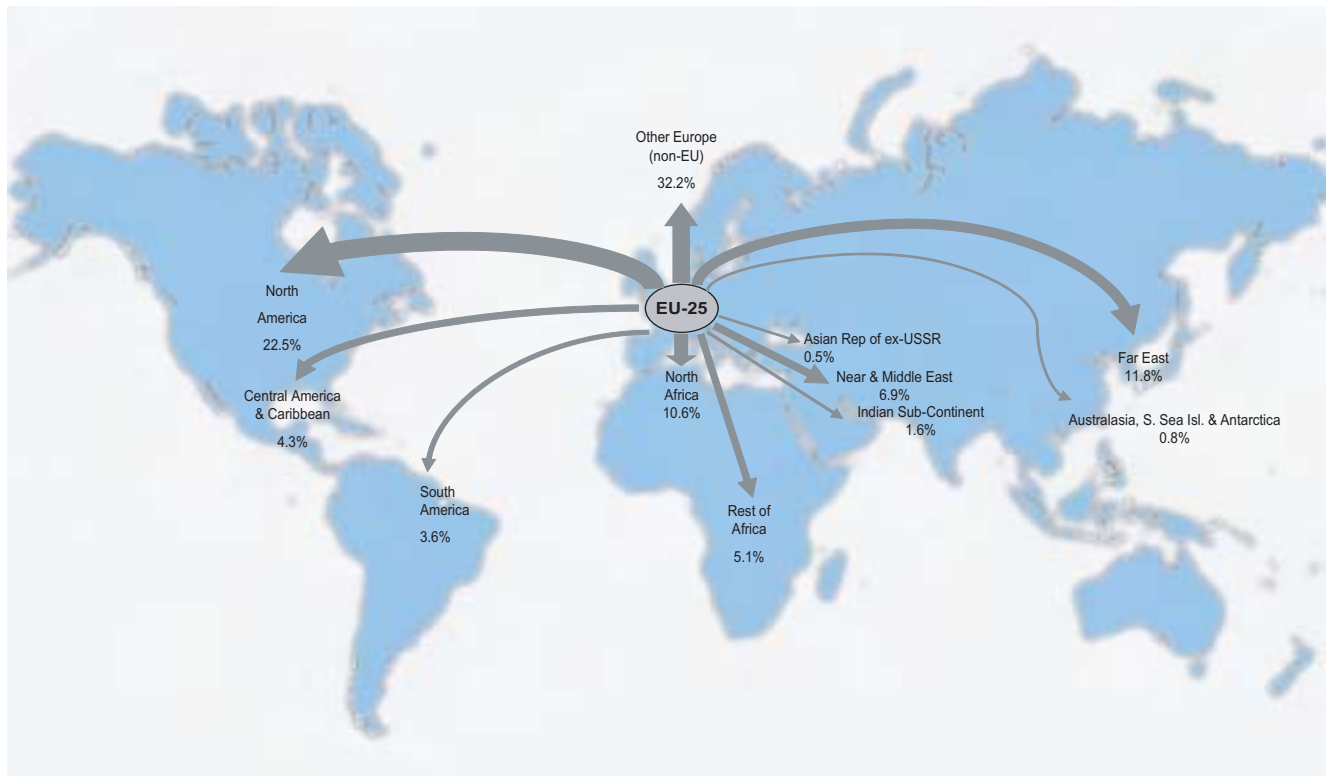 Other Europe
(non-EU)
32.2%
EU-25
North
America
22.5%
Central America
& Caribbean
4.3%
South
America
3.6%
North
Africa
10.6%
Rest of
Africa
5.1%
Asian Rep of ex-USSR
0.5%
Near & Middle East
6.9%
Indian Sub-Continent
1.6%
Far East
11.8%
Australasia, S. Sea Isl. & Antarctica
0.8%